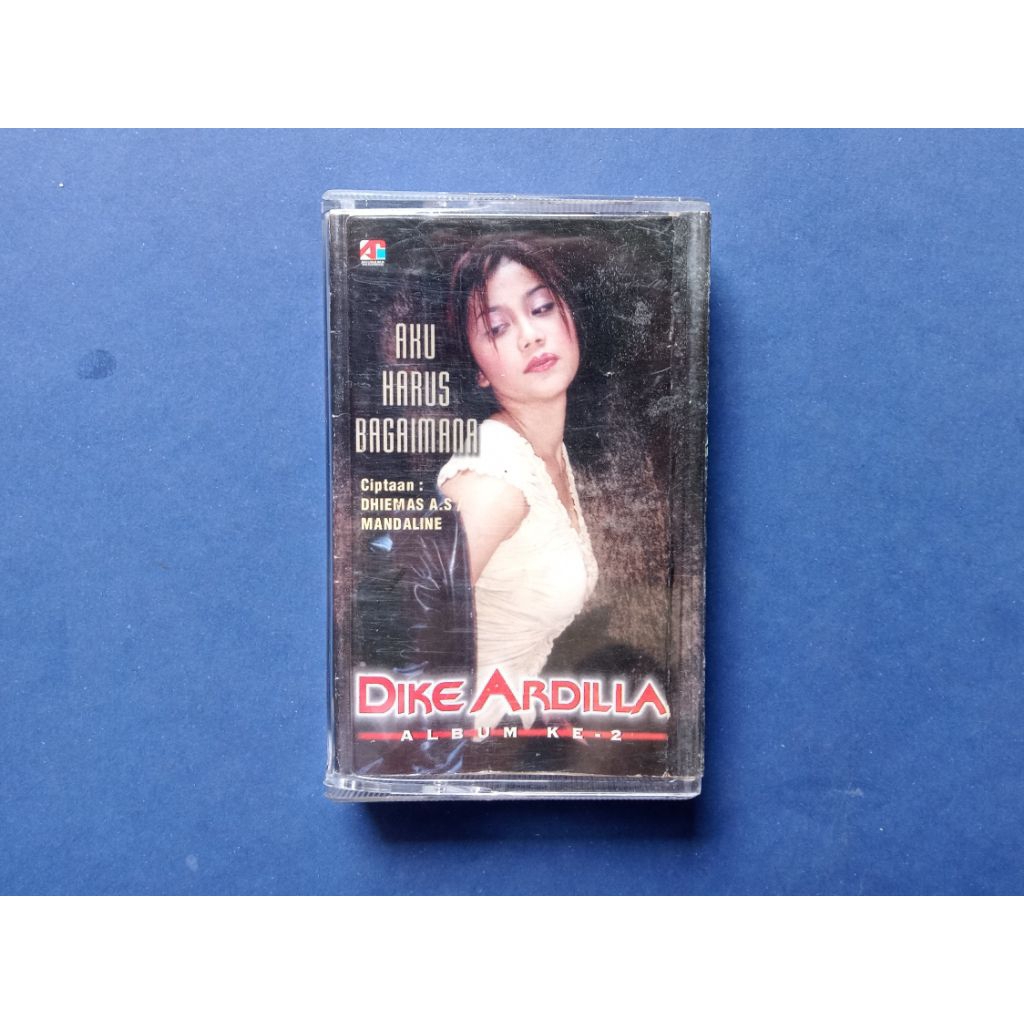 AKU
HARUS
BAGAIMANA
Ciptaan :
DHIEMAS A.S /
MANDALINE
DIKE ARDILLA
ALBUM KE-2